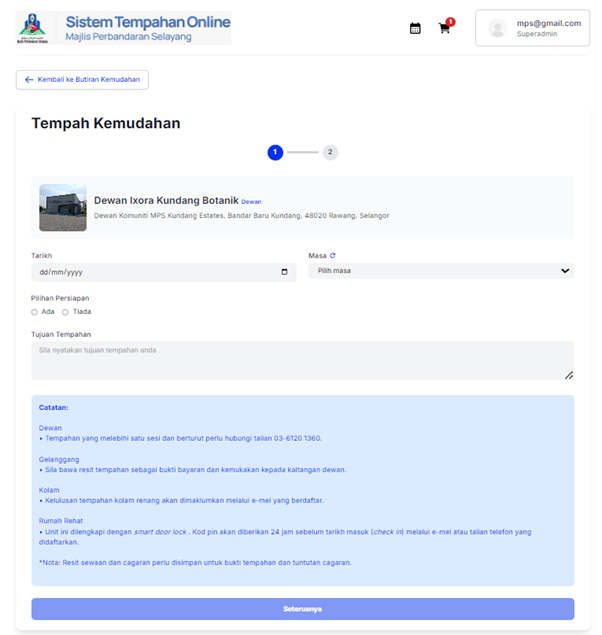 Sistem Tempahan Online
Majlis Perbandaran Selayang
1
mps@gmail.com
Superadmin
← Kembali ke Butiran Kemudahan
Tempah Kemudahan
1 2
Dewan Ixora Kundang Botanik Dewan
Dewan Komuniti MPS Kundang Estates, Bandar Baru Kundang, 48020 Rawang, Selangor
Tarikh
Masa
dd/mm/yyyy
Pilih masa
Pilihan Persiapan
Ada Tiada
Tujuan Tempahan
Sila nyatakan tujuan tempahan anda
Catatan:
Dewan
• Tempahan yang melebihi satu sesi dan berturut perlu hubungi talian 03-6120 1360.
Gelanggang
• Sila bawa resit tempahan sebagai bukti bayaran dan kemukakan kepada kaitangan dewan.
Kolam
• Kelulusan tempahan kolam renang akan dimaklumkan melalui e-mel yang berdaftar.
Rumah Rehat
• Unit ini dilengkapi dengan smart door lock . Kod pin akan diberikan 24 jam sebelum tarikh masuk (check in) melalui e-mel atau talian telefon yang
didaftarkan.
*Nota: Resit sewaan dan cagaran perlu disimpan untuk bukti tempahan dan tuntutan cagaran.
Seterusnya